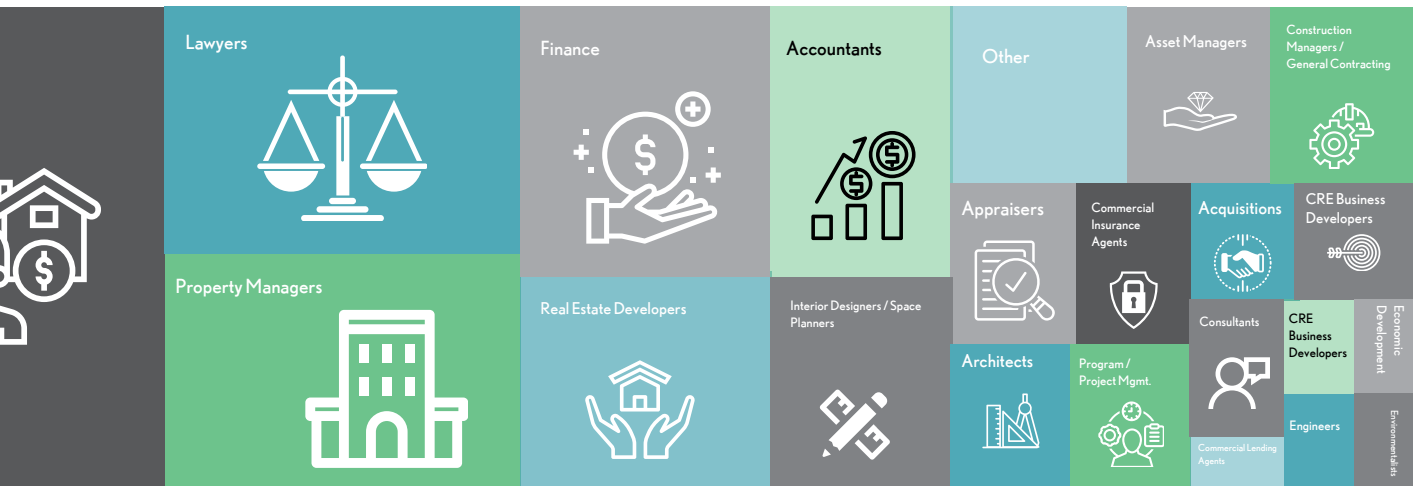 Lawyers
Property Managers
Finance
Real Estate Developers
Accountants
Interior Designers / Space
Planners
Other
Asset Managers
Construction
Managers /
General Contracting
Appraisers
Commercial
Insurance
Agents
Acquisitions
CRE Business
Developers
Architects
Program /
Project Mgmt.
Consultants
Commercial Lending
Agents
CRE
Business
Developers
Economic
Development
Engineers
Environmentalists